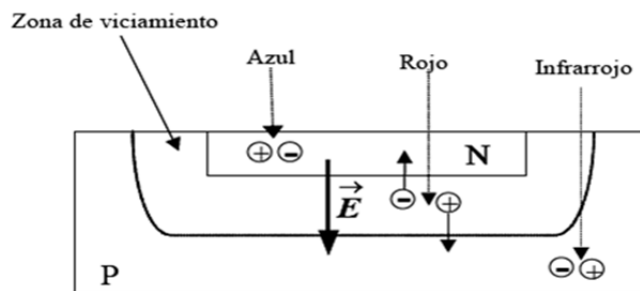 Zona de viciamiento
Azul
Rojo
Infrarrojo
+ −
N
E
− +
P
− +